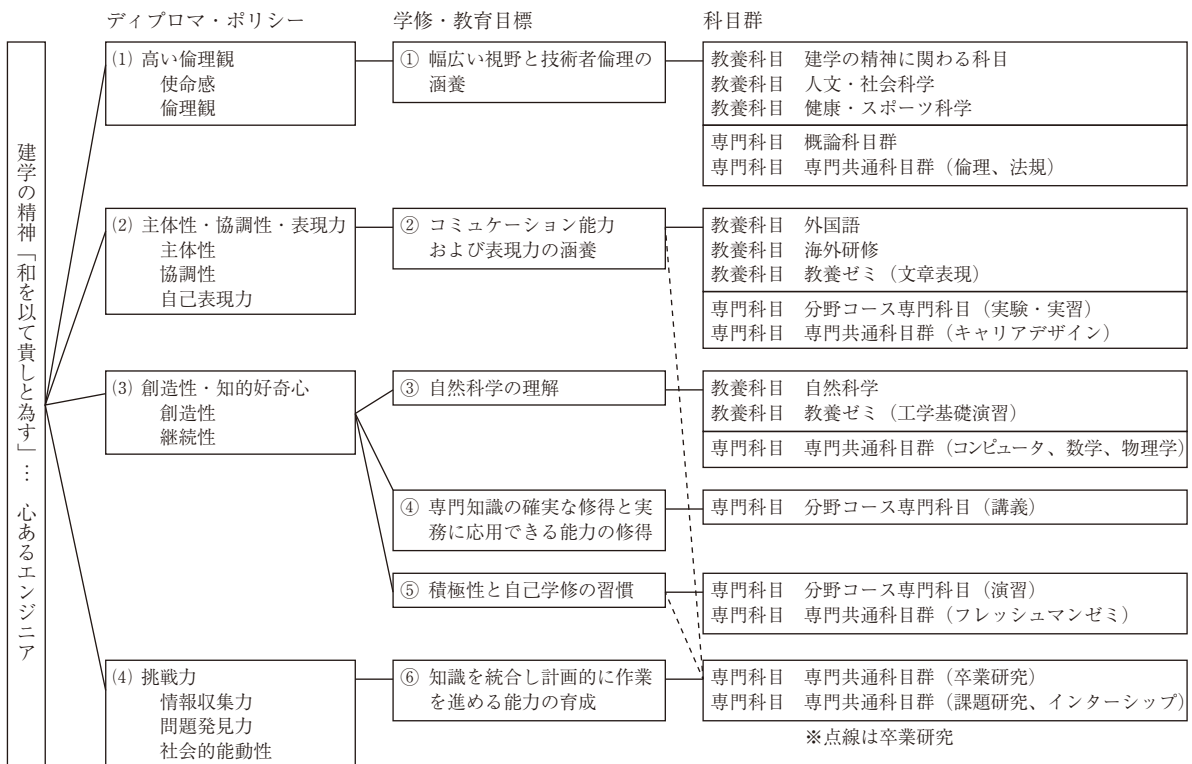 ディプロマ・ポリシー
学修・教育目標
科目群
建学の精神「和を以て貴しと為す」… 心あるエンジニア
(1) 高い倫理観
使命感
倫理観
① 幅広い視野と技術者倫理の
涵養
教養科目 建学の精神に関わる科目
教養科目 人文・社会科学
教養科目 健康・スポーツ科学
専門科目 概論科目群
専門科目 専門共通科目群（倫理、法規）
(2) 主体性・協調性・表現力
主体性
協調性
自己表現力
② コミュケーション能力
および表現力の涵養
教養科目 外国語
教養科目 海外研修
教養科目 教養ゼミ（文章表現）
専門科目 分野コース専門科目（実験・実習）
専門科目 専門共通科目群（キャリアデザイン）
(3) 創造性・知的好奇心
創造性
継続性
③ 自然科学の理解
教養科目 自然科学
教養科目 教養ゼミ（工学基礎演習）
専門科目 専門共通科目群（コンピュータ、数学、物理学）
④ 専門知識の確実な修得と実
務に応用できる能力の修得
専門科目 分野コース専門科目（講義）
⑤ 積極性と自己学修の習慣
専門科目 分野コース専門科目（演習）
専門科目 専門共通科目群（フレッシュマンゼミ）
(4) 挑戦力
情報収集力
問題発見力
社会的能動性
⑥ 知識を統合し計画的に作業
を進める能力の育成
専門科目 専門共通科目群（卒業研究）
専門科目 専門共通科目群（課題研究、インターシップ）
※点線は卒業研究